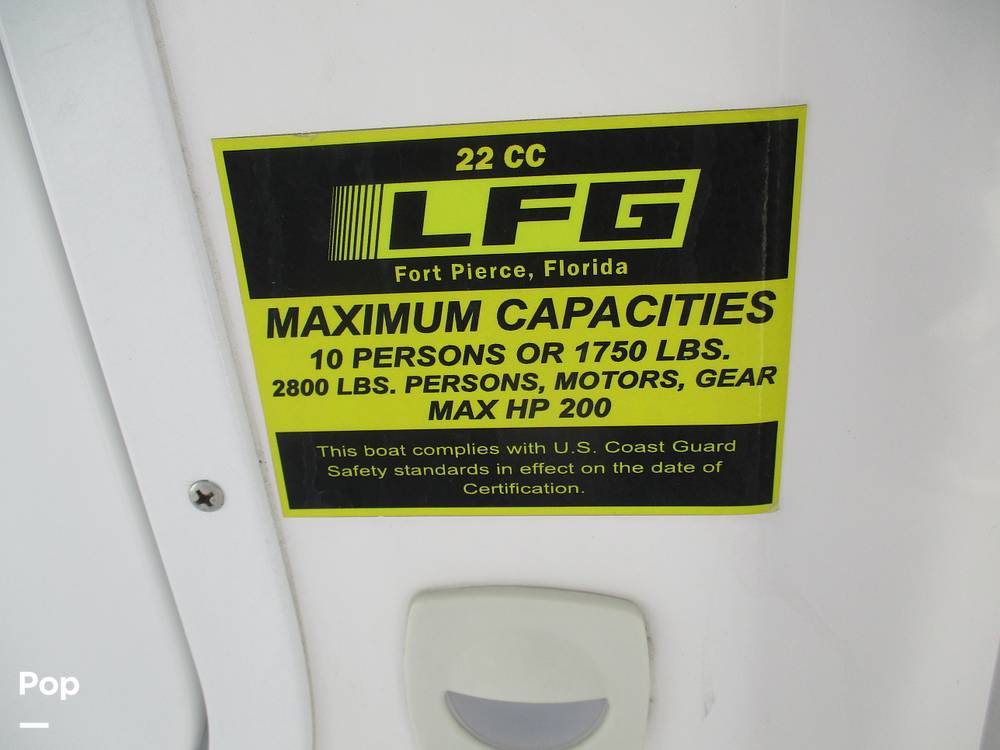 22 CC
LFG
Fort Pierce, Florida
MAXIMUM CAPACITIES
10 PERSONS OR 1750 LBS.
2800 LBS. PERSONS, MOTORS, GEAR
MAX HP 200
This boat complies with U.S. Coast Guard
Safety standards in effect on the date of
Certification.
Pop